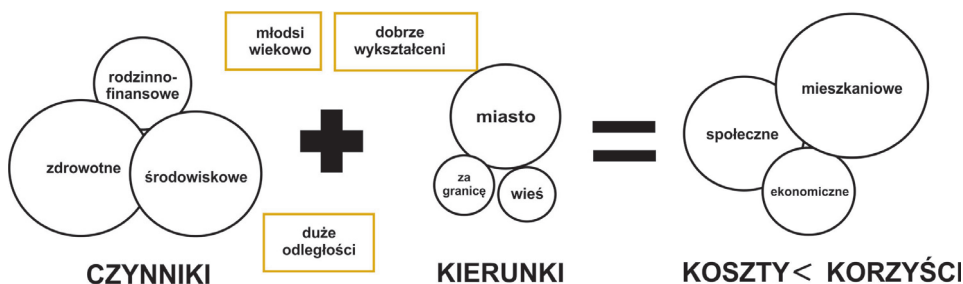 młodsi
wiekowo
dobrze
wykształceni
rodzinno-
finansowe
zdrowotne
środowiskowe
miasto
za
granicę
wieś
mieszkaniowe
społeczne
ekonomiczne
duże
odległości
CZYNNIKI
KIERUNKI
KOSZTY < KORZYŚCI